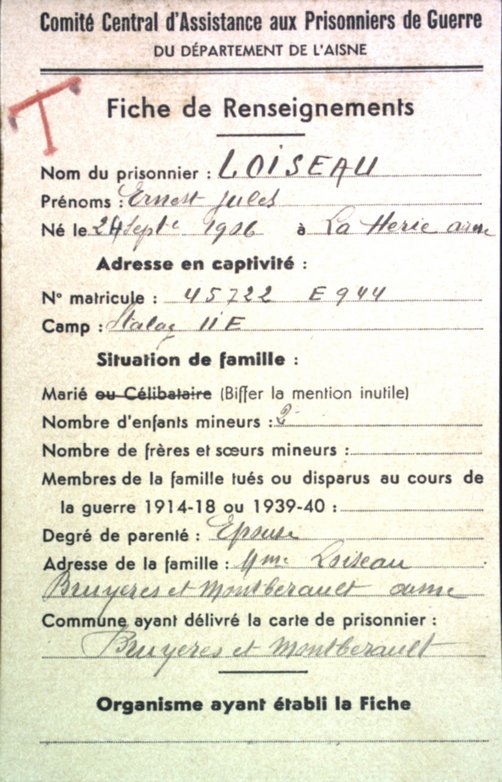 Comité Central d'Assistance aux Prisonniers de Guerre
DU DÉPARTEMENT DE L'AISNE
T
Fiche de Renseignements
Nom du prisonnier : LOISEAU
Prénoms : Ernest Jules
Né le 24 Septe 1906 à La Herie aisne
Adresse en captivité :
N° matricule : 45722 E 944
Camp : Stalag II E
Situation de famille :
Marié ou Célibataire (Biffer la mention inutile)
Nombre d'enfants mineurs : 2
Nombre de frères et sœurs mineurs :
Membres de la famille tués ou disparus au cours de
la guerre 1914-18 ou 1939-40 :
Degré de parenté : Epouse
Adresse de la famille : Mme Loiseau
Bruyeres et Montberault aisne
Commune ayant délivré la carte de prisonnier :
Bruyeres et Montberault
Organisme ayant établi la Fiche